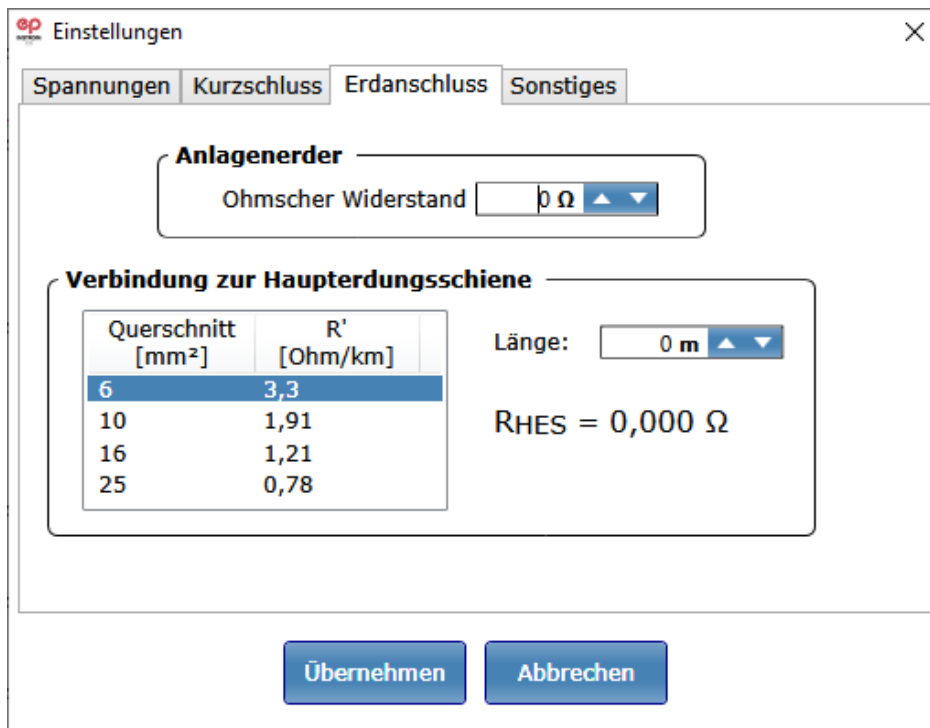 ep
Einstellungen
Spannungen Kurzschluss Erdanschluss Sonstiges
Anlagenerder
Ohmscher Widerstand 0 Ω
Verbindung zur Haupterdungsschiene
Querschnitt [mm²] R' [Ohm/km]
6 3,3
10 1,91
16 1,21
25 0,78
Länge: 0 m
RHES = 0,000 Ω
Übernehmen Abbrechen